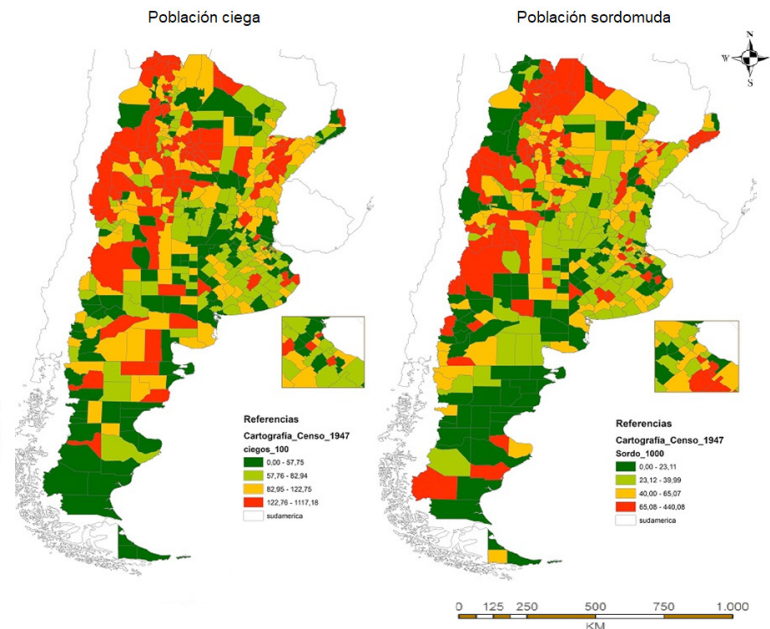 Población ciega
Población sordomuda
N
W
E
S
Referencias
Cartografía_Censo_1947
ciegos_100
0,00 - 57,75
57,76 - 82,94
82,95 - 122,75
122,76 - 1117,16
sudamerica
Referencias
Cartografía_Censo_1947
Sordo_1000
0,00 - 23,11
23,12 - 39,99
40,00 - 65,07
65,08 - 440,08
sudamerica
0 125 250 500 750 1.000
KM